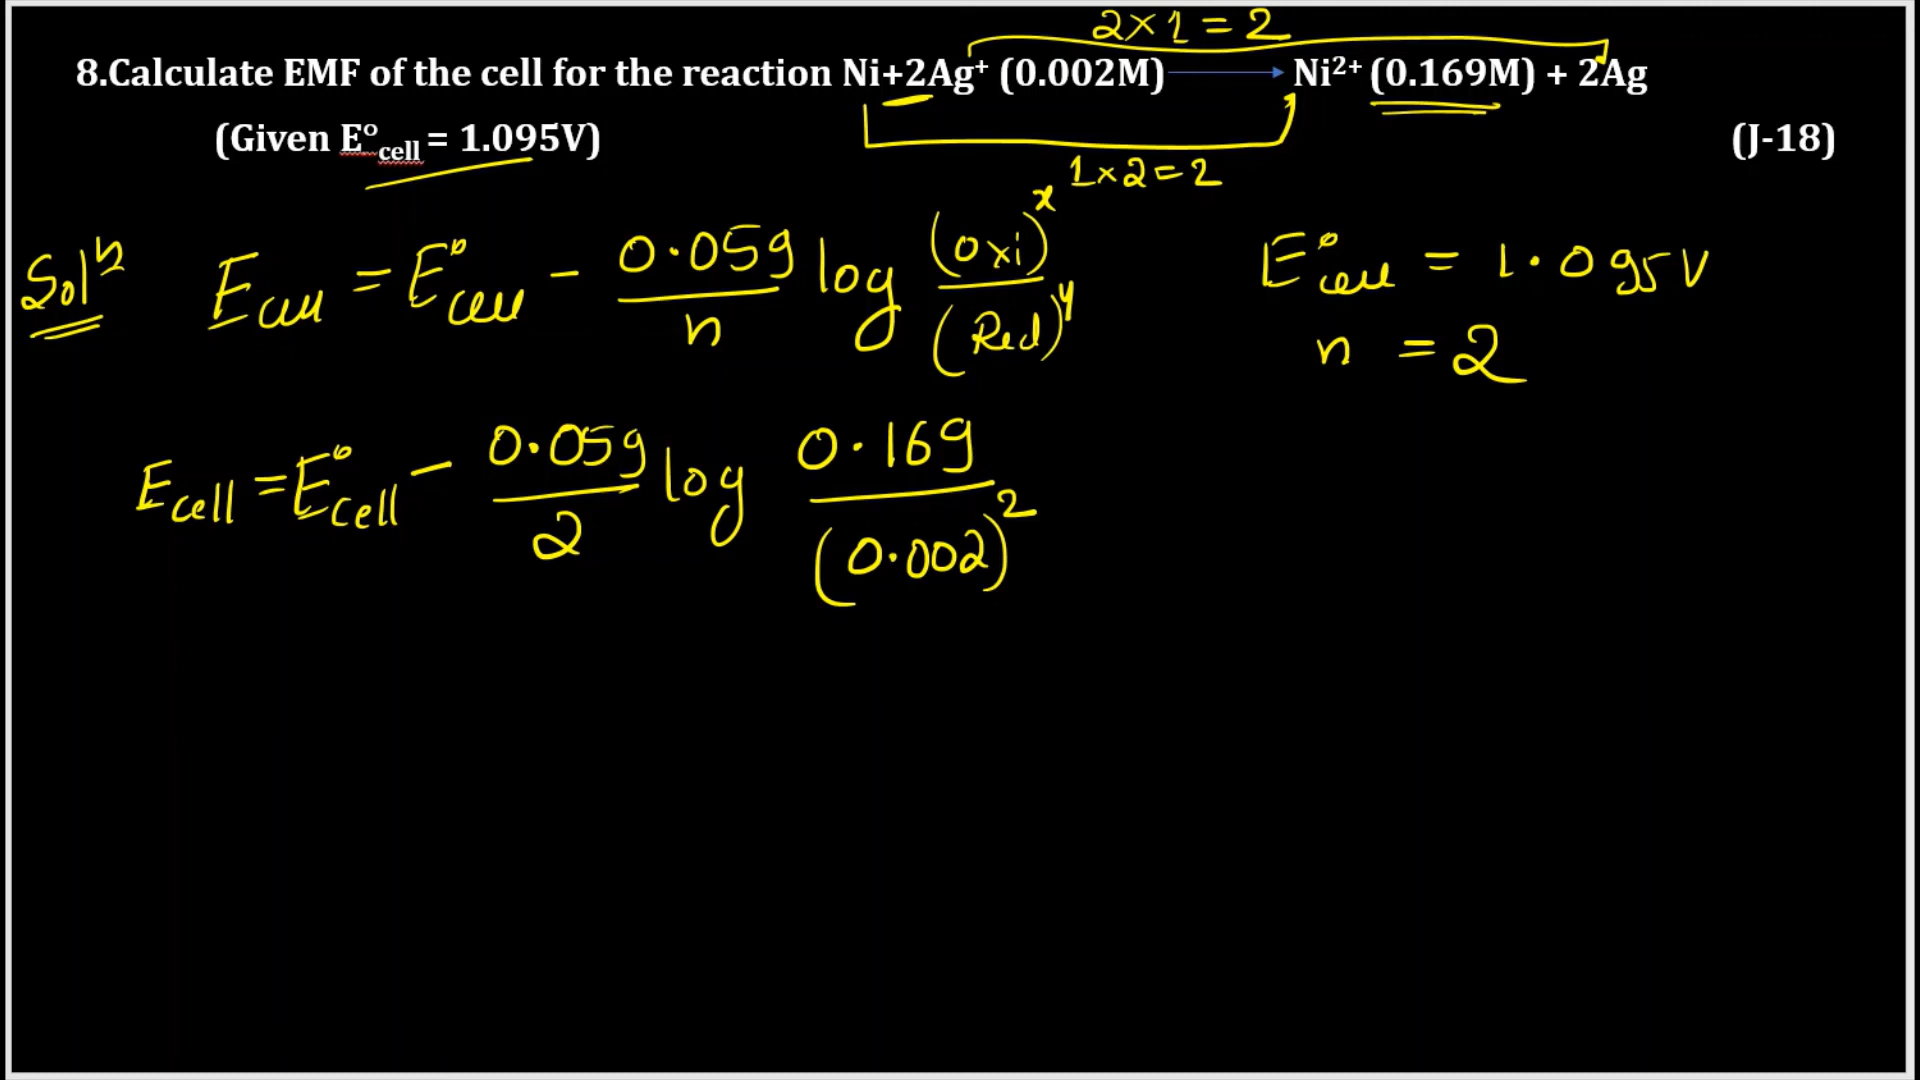 2×1=2
8.Calculate EMF of the cell for the reaction Ni+2Ag⁺ (0.002M) → Ni²⁺ (0.169M) + 2Ag
(Given E°cell = 1.095V) (J-18)
1×2=2
Solⁿ Ecell = E°cell - 0.059/n log (Oxi)ˣ/(Red)ʸ E°cell = 1.095V
n = 2
Ecell = E°cell - 0.059/2 log 0.169/(0.002)²